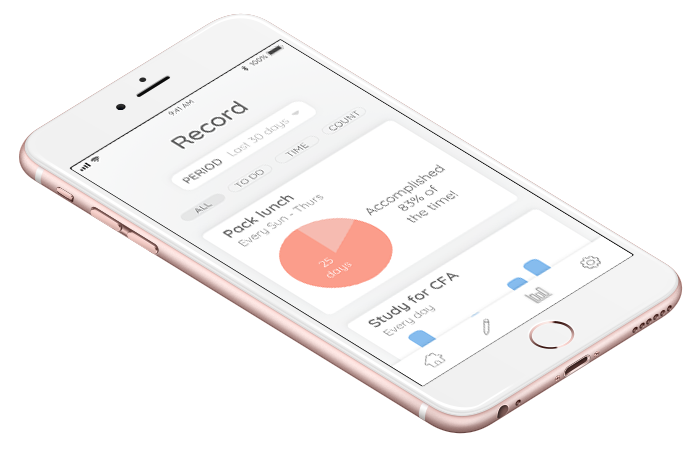 9:41 AM
100%
Record
PERIOD Last 30 days
ALL
TO DO
TIME
COUNT
Pack lunch
Every Sun - Thurs
25
days
Accomplished
83% of
the time!
Study for CFA
Every day